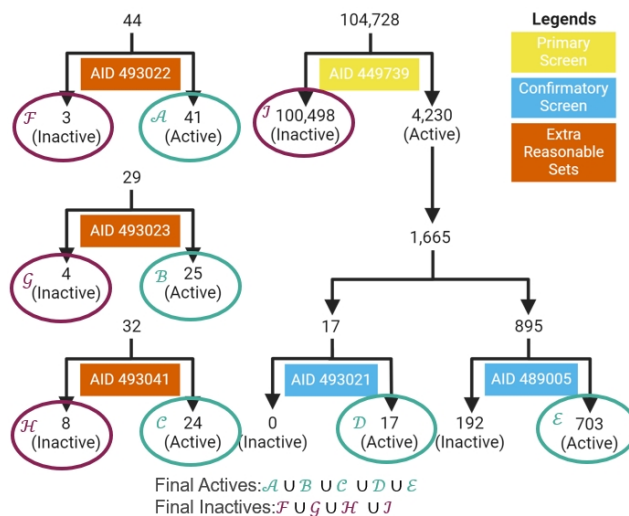 44
AID 493022
ℱ
3
(Inactive)
𝒜
41
(Active)
29
AID 493023
𝒢
4
(Inactive)
ℬ
25
(Active)
32
AID 493041
ℋ
8
(Inactive)
𝒞
24
(Active)
104,728
AID 449739
ℐ
100,498
(Inactive)
4,230
(Active)
1,665
17
AID 493021
0
(Inactive)
𝒟
17
(Active)
895
AID 489005
192
(Inactive)
ℰ
703
(Active)
Legends
Primary
Screen
Confirmatory
Screen
Extra
Reasonable
Sets
Final Actives:𝒜 ∪ ℬ ∪ 𝒞 ∪ 𝒟 ∪ ℰ
Final Inactives:ℱ ∪ 𝒢 ∪ ℋ ∪ ℐ